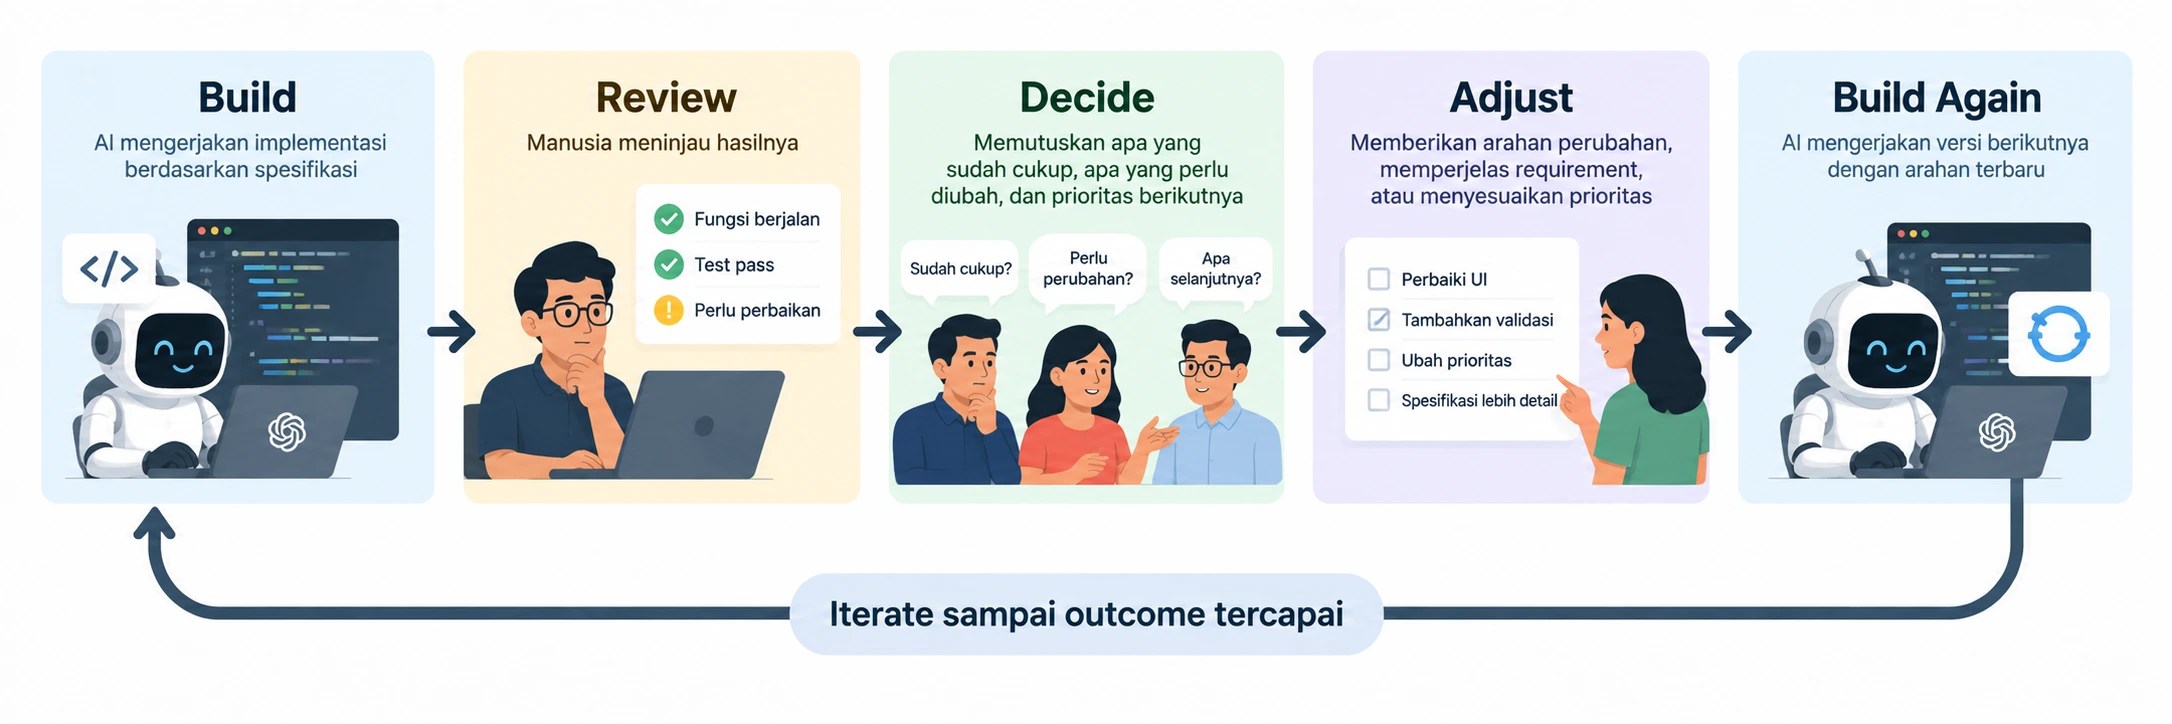 Build
AI mengerjakan implementasi
berdasarkan spesifikasi
</>
Review
Manusia meninjau hasilnya
Fungsi berjalan
Test pass
Perlu perbaikan
Decide
Memutuskan apa yang
sudah cukup, apa yang perlu
diubah, dan prioritas berikutnya
Sudah cukup?
Perlu
perubahan?
Apa
selanjutnya?
Adjust
Memberikan arahan perubahan,
memperjelas requirement,
atau menyesuaikan prioritas
Perbaiki UI
Tambahkan validasi
Ubah prioritas
Spesifikasi lebih detail
Build Again
AI mengerjakan versi berikutnya
dengan arahan terbaru
Iterate sampai outcome tercapai